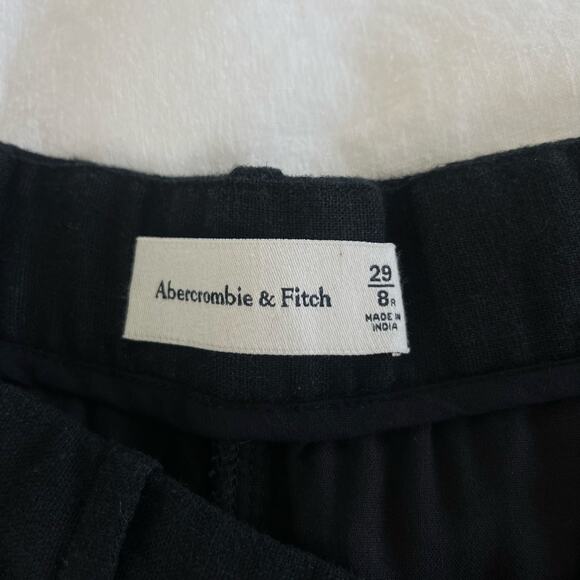 Abercrombie & Fitch
29
8R
MADE IN
INDIA